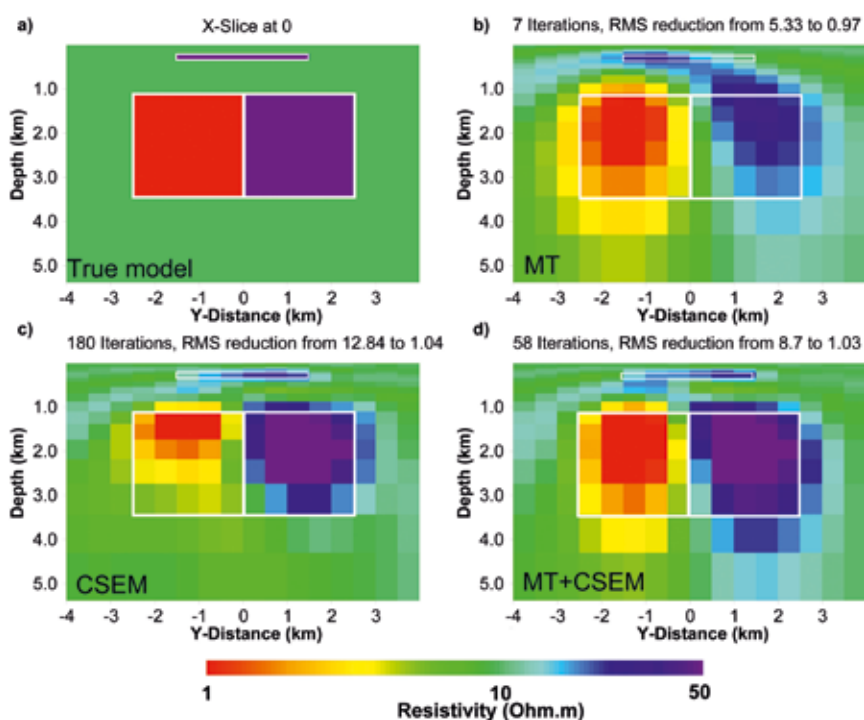 a)
X-Slice at 0
b)
7 Iterations, RMS reduction from 5.33 to 0.97
Depth (km)
1.0
2.0
3.0
4.0
5.0
True model
-4 -3 -2 -1 0 1 2 3
Y-Distance (km)
Depth (km)
1.0
2.0
3.0
4.0
5.0
MT
-4 -3 -2 -1 0 1 2 3
Y-Distance (km)
c)
180 Iterations, RMS reduction from 12.84 to 1.04
d)
58 Iterations, RMS reduction from 8.7 to 1.03
Depth (km)
1.0
2.0
3.0
4.0
5.0
CSEM
-4 -3 -2 -1 0 1 2 3
Y-Distance (km)
Depth (km)
1.0
2.0
3.0
4.0
5.0
MT+CSEM
-4 -3 -2 -1 0 1 2 3
Y-Distance (km)
1 10 50
Resistivity (Ohm.m)